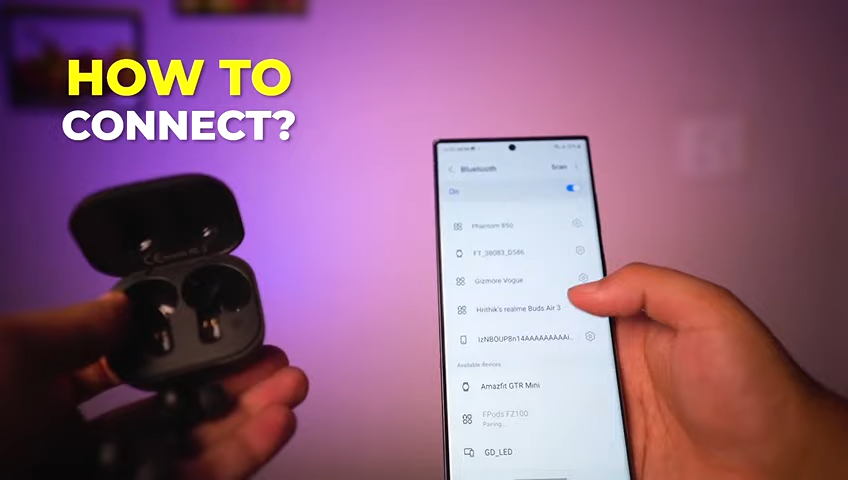 HOW TO
CONNECT?
Bluetooth
Scan
On
Phantom 850
FT_38083_D586
Gizmore Vogue
Hrithik's realme Buds Air 3
Available devices
Amazfit GTR Mini
FPods FZ100
Pairing...
GD_LED